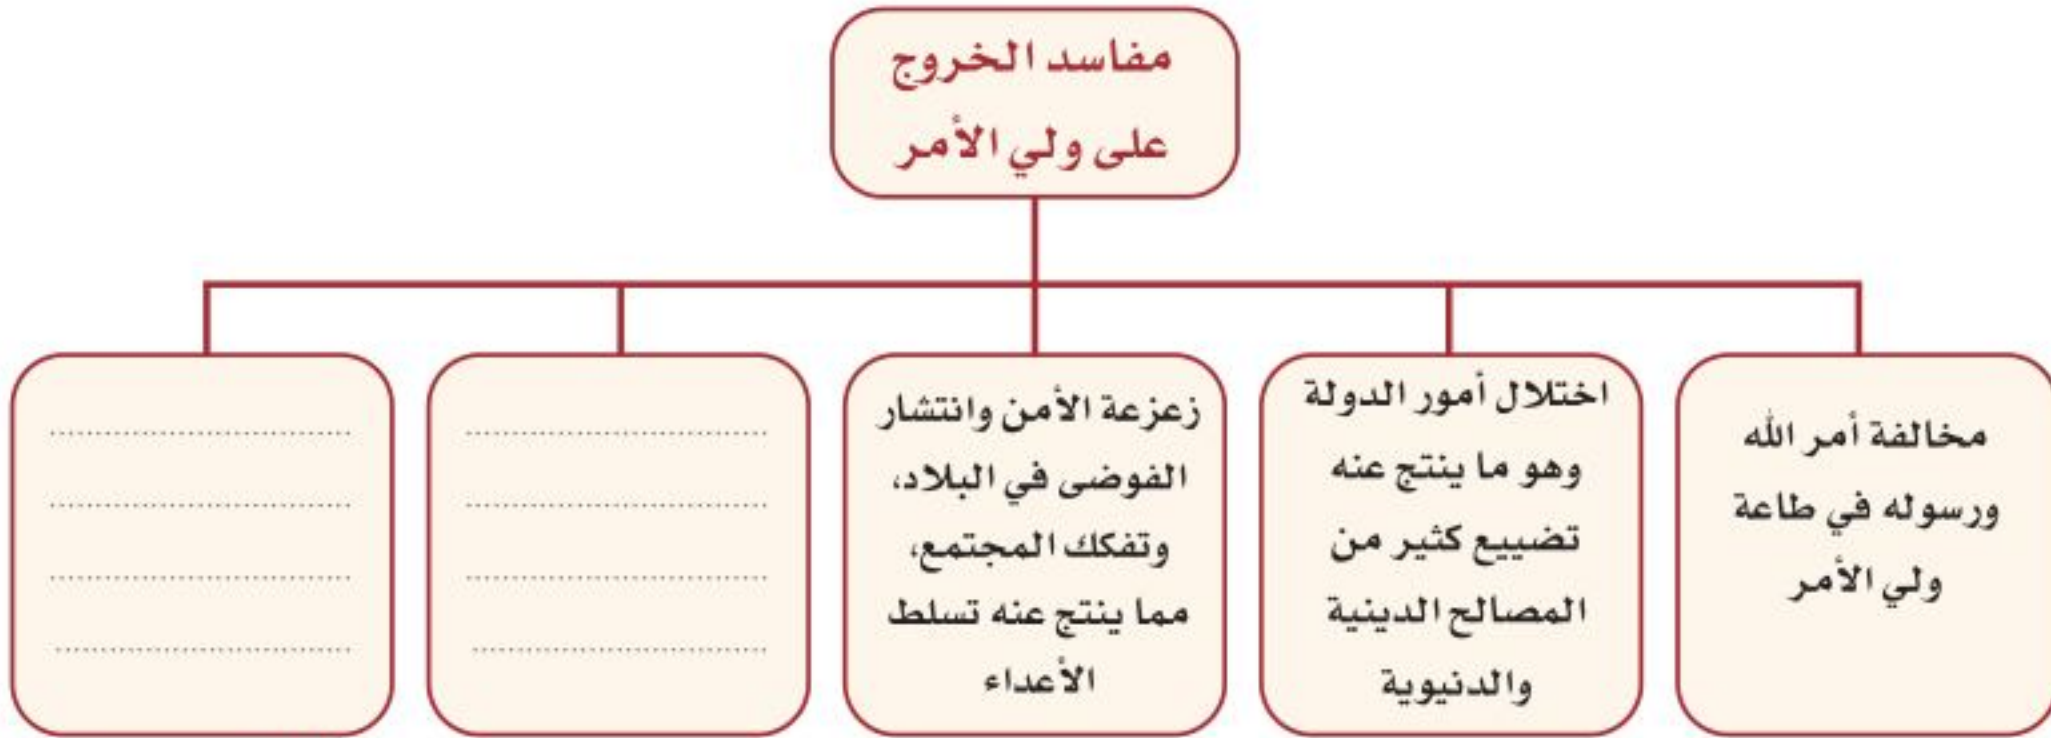 مفاسد الخروج
على ولي الأمر
مخالفة أمر الله
ورسوله في طاعة
ولي الأمر
اختلال أمور الدولة
وهو ما ينتج عنه
تضييع كثير من
المصالح الدينية
والدنيوية
زعزعة الأمن وانتشار
الفوضى في البلاد،
وتفكك المجتمع،
مما ينتج عنه تسلط
الأعداء